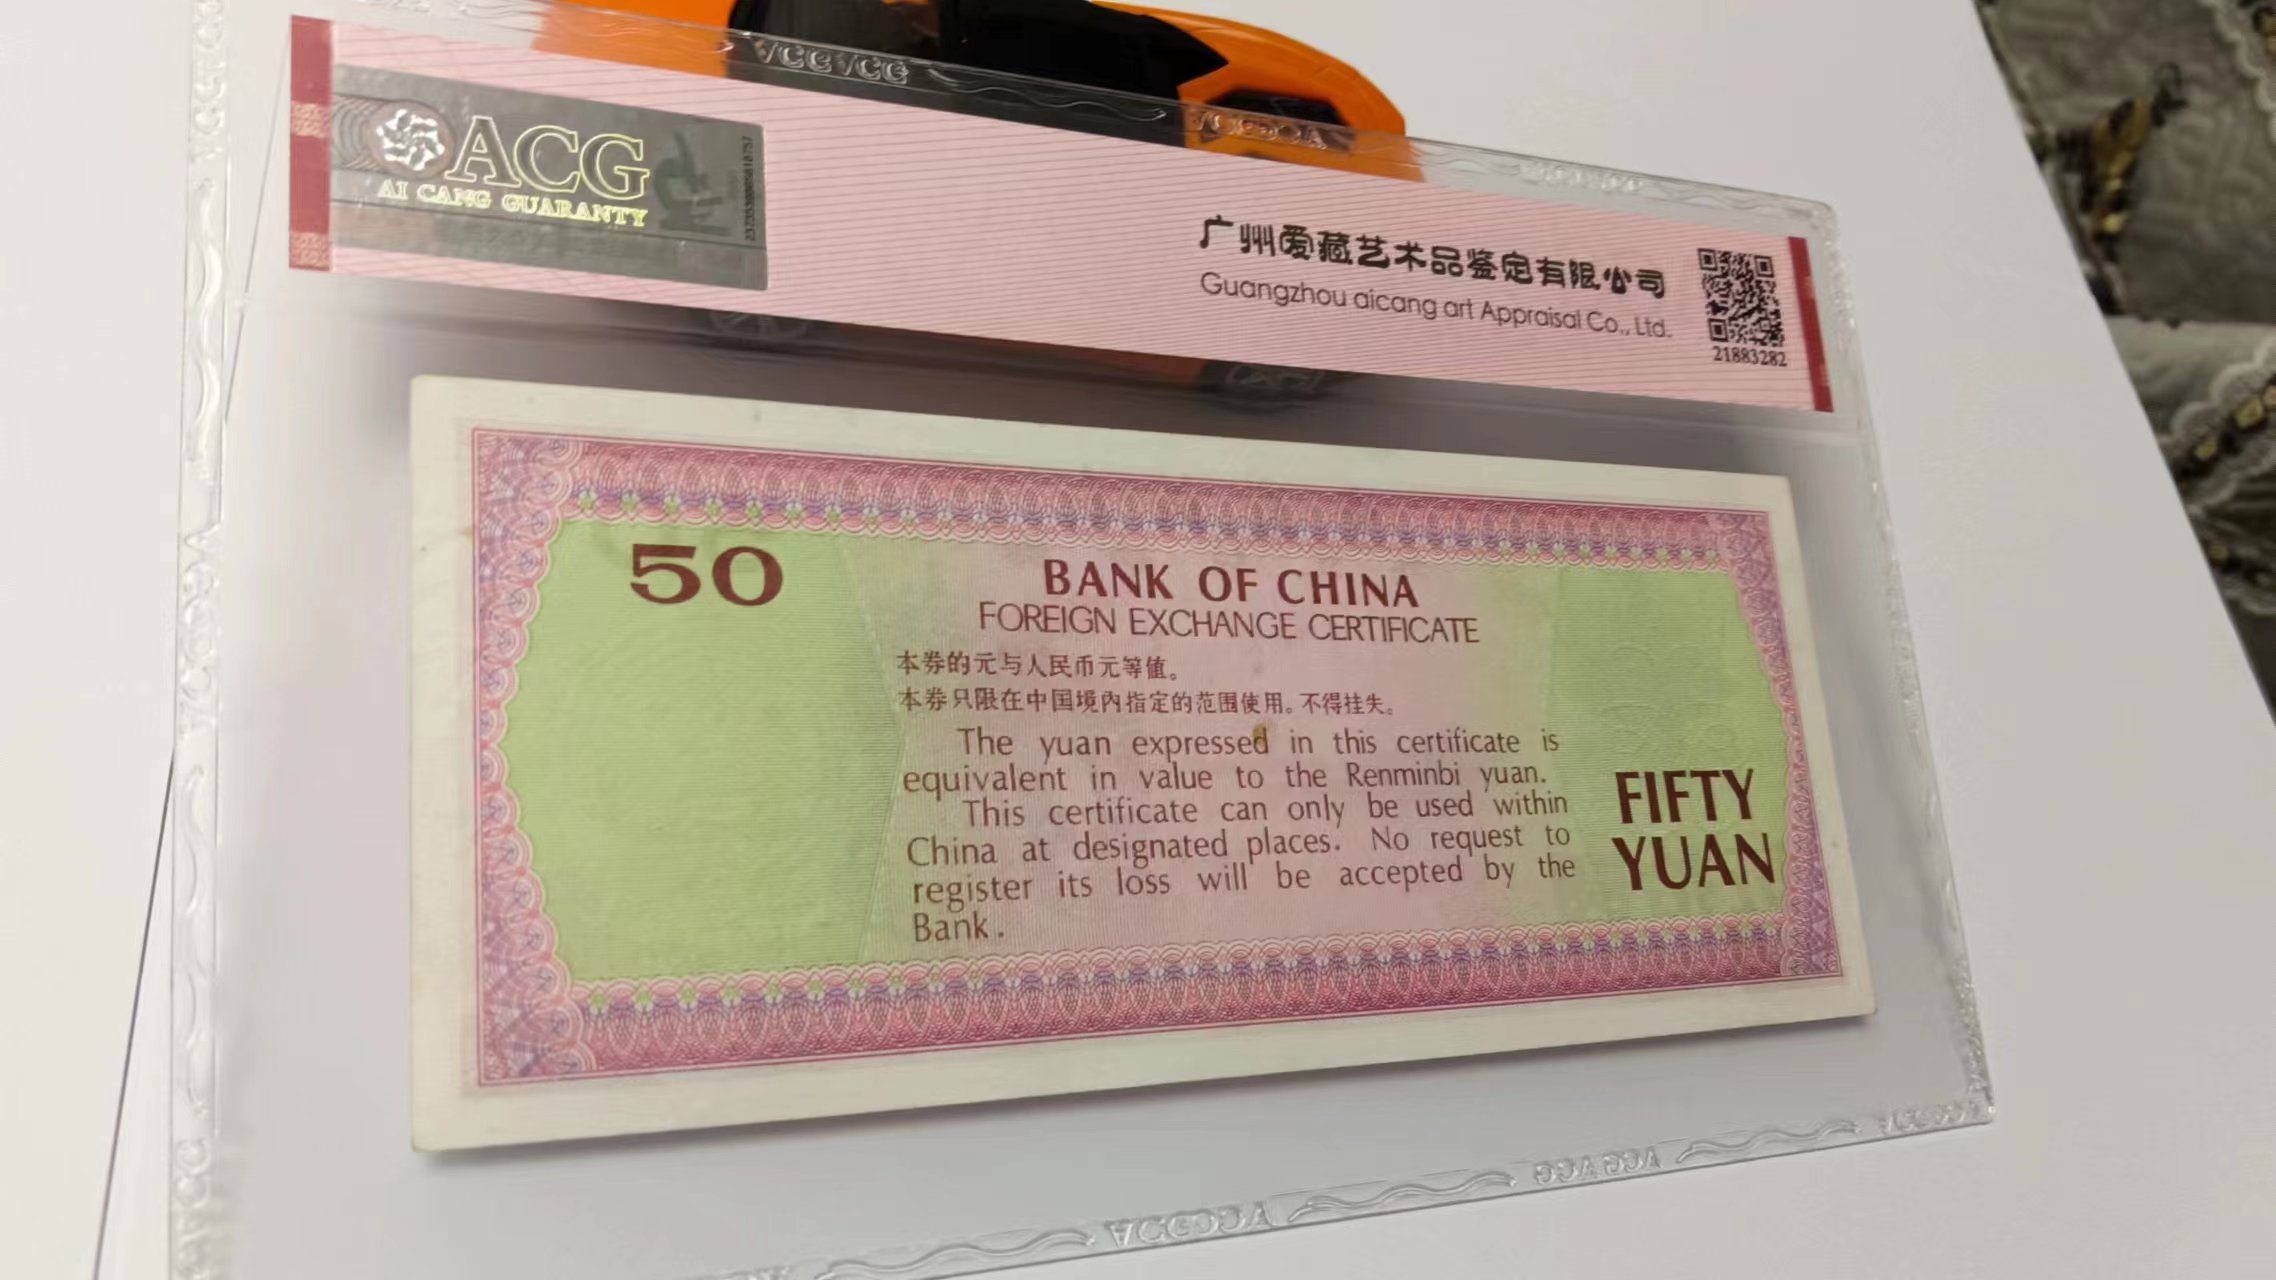 ACG
AI CANG GUARANTY
广州爱藏艺术品鉴定有限公司
Guangzhou aicang art Appraisal Co., Ltd.
21883282
50
BANK OF CHINA
FOREIGN EXCHANGE CERTIFICATE
本券的元与人民币元等值。
本券只限在中国境内指定的范围使用。不得挂失。
The yuan expressed in this certificate is
equivalent in value to the Renminbi yuan.
This certificate can only be used within
China at designated places. No request to
register its loss will be accepted by the
Bank.
FIFTY
YUAN